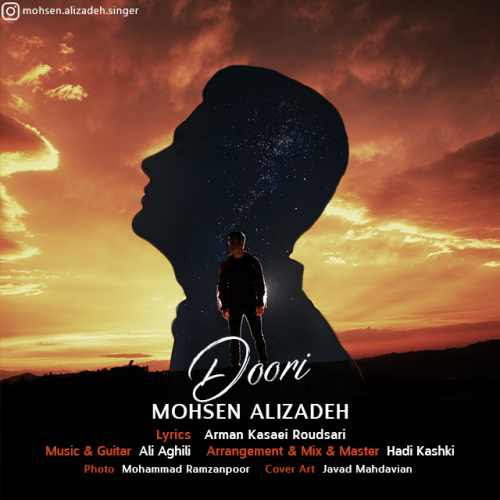 mohsen.alizadeh.singer
Doori
MOHSEN ALIZADEH
Lyrics Arman Kasaei Roudsari
Music & Guitar Ali Aghili Arrangement & Mix & Master Hadi Kashki
Photo Mohammad Ramzanpoor Cover Art Javad Mahdavian